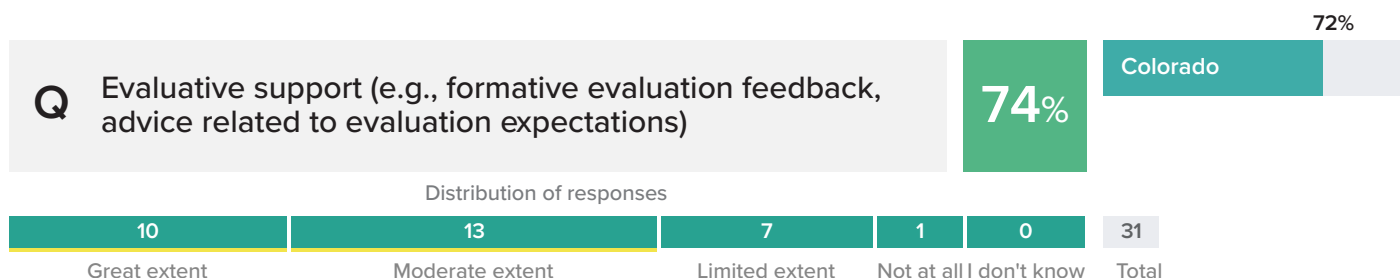 72%
Q Evaluative support (e.g., formative evaluation feedback,
advice related to evaluation expectations)
74%
Colorado
Distribution of responses
10 13 7 1 0 31
Great extent Moderate extent Limited extent Not at all I don't know Total